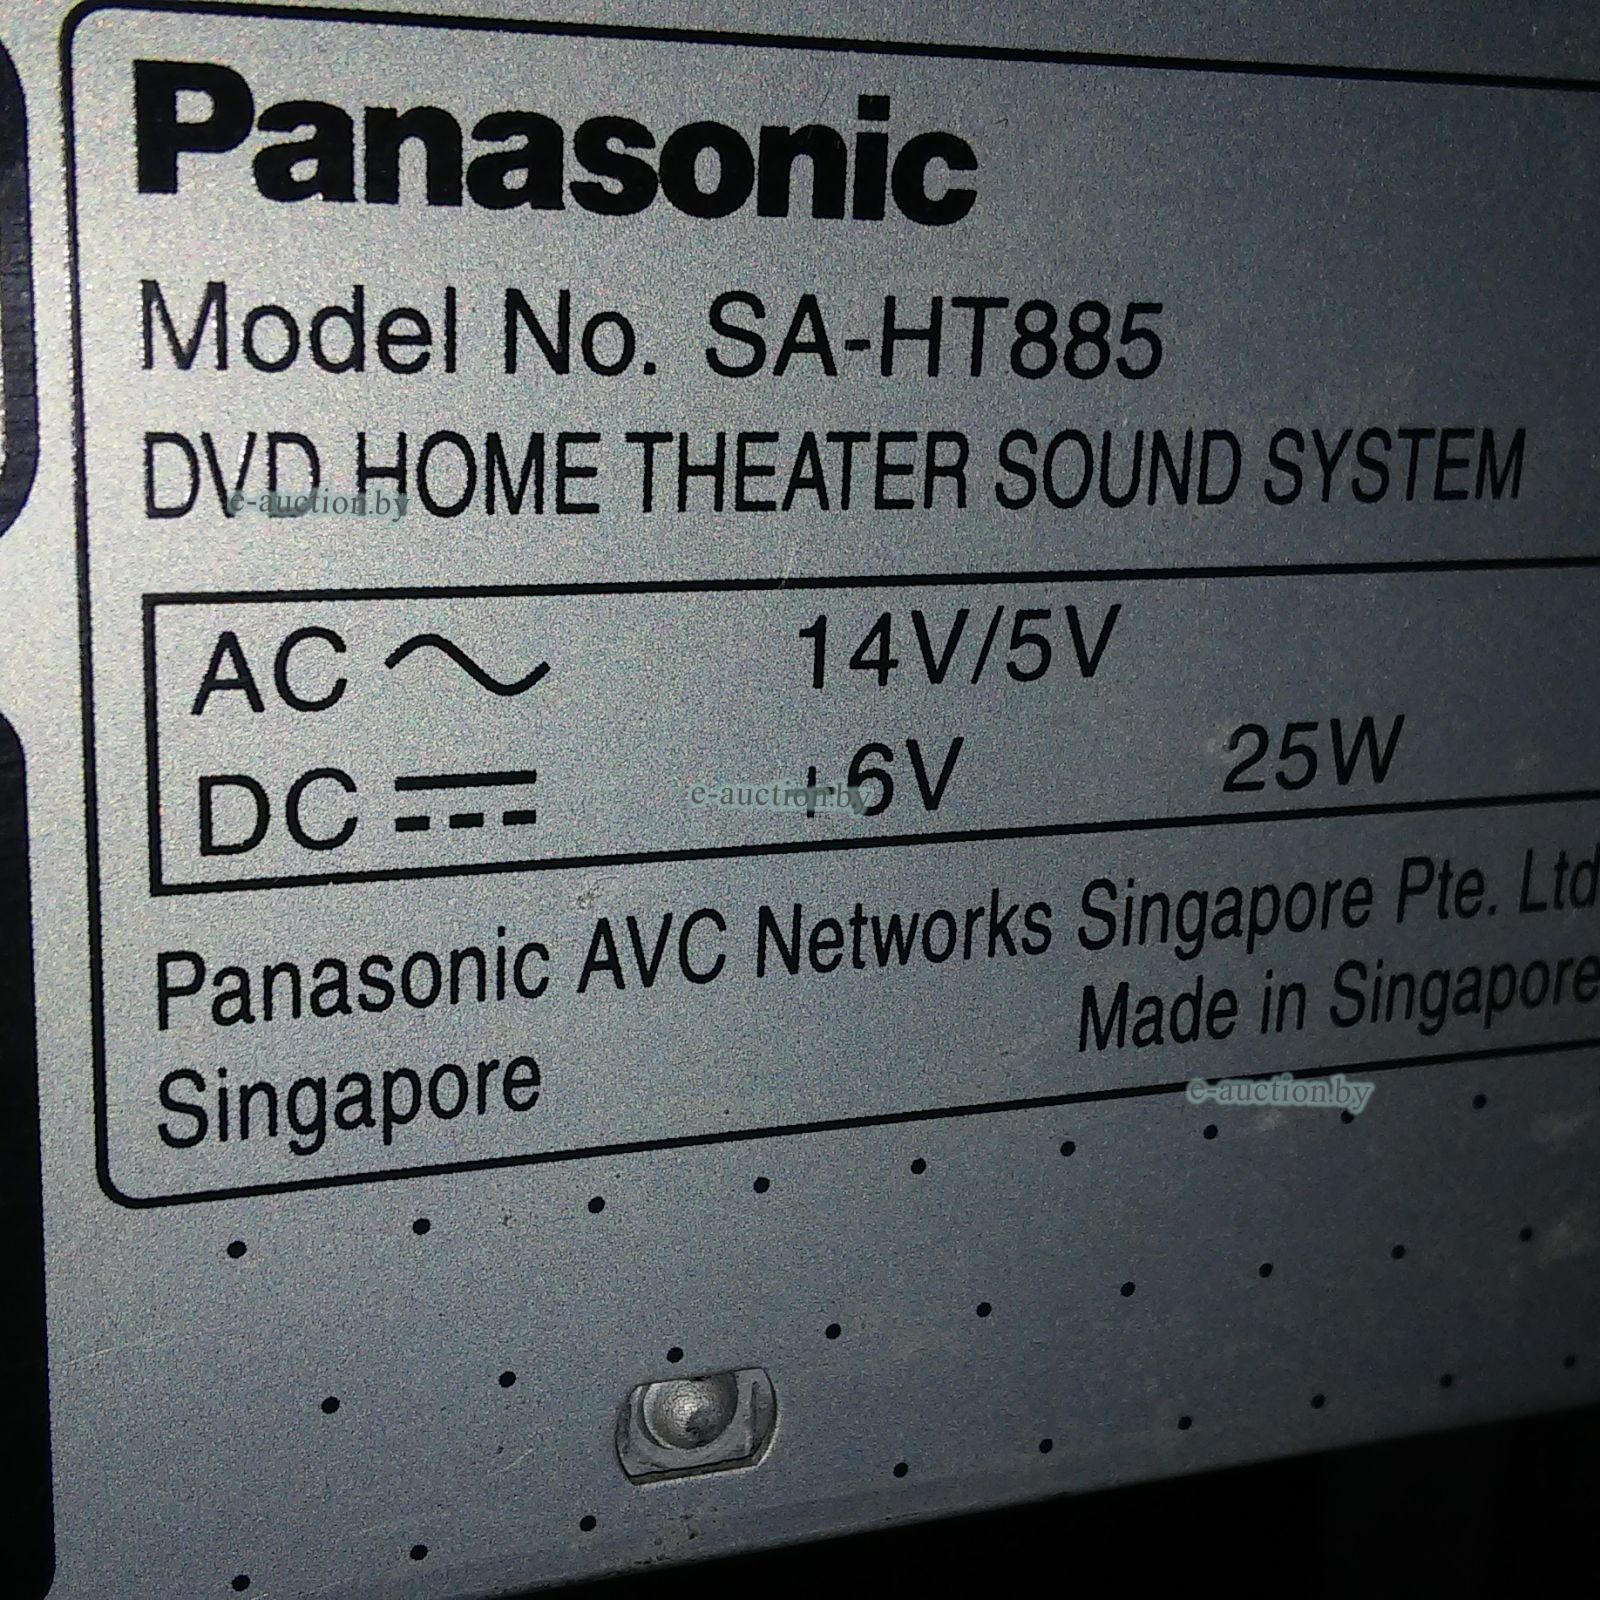 Panasonic
Model No. SA-HT885
DVD HOME THEATER SOUND SYSTEM
e-auction.by
AC 14V/5V
DC +6V 25W
e-auction.by
Panasonic AVC Networks Singapore Pte. Ltd
Made in Singapore
Singapore
e-auction.by